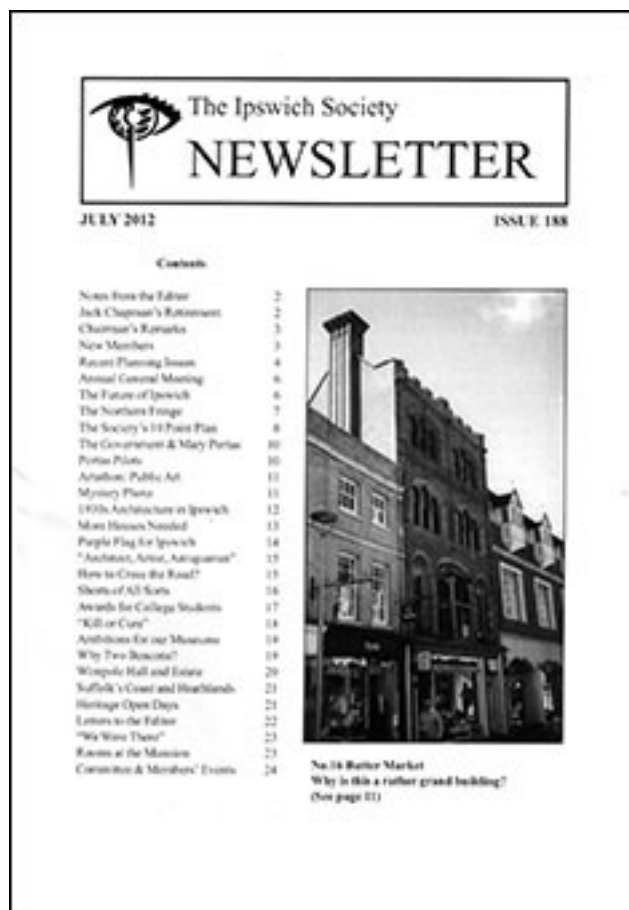 The Ipswich Society
NEWSLETTER
JULY 2012
ISSUE 188
Contents
Notes from the Editor 2
Jack Chapman's Retirement 2
Chairman's Remarks 3
New Members 3
Recent Planning Issues 4
Annual General Meeting 6
The Future of Ipswich 6
The Northern Fringe 7
The Society's 10 Point Plan 8
The Government & Mary Portas 10
Portas Pilots 10
Artathon: Public Art 11
Mystery Photo 11
1930s Architecture in Ipswich 12
More Houses Needed 13
Purple Flag for Ipswich 14
"Architect, Artist, Antiquarian" 15
How to Cross the Road? 15
Shorts of All Sorts 16
Awards for College Students 17
"Kill or Cure" 18
Ambitions for our Museums 19
Why Two Beacons? 19
Wimpole Hall and Estate 20
Suffolk's Coast and Heathlands 21
Heritage Open Days 21
Letters to the Editor 22
"We Were There" 23
Rooms at the Mansion 23
Committee & Members' Events 24
No.16 Butter Market
Why is this a rather grand building?
(See page 11)